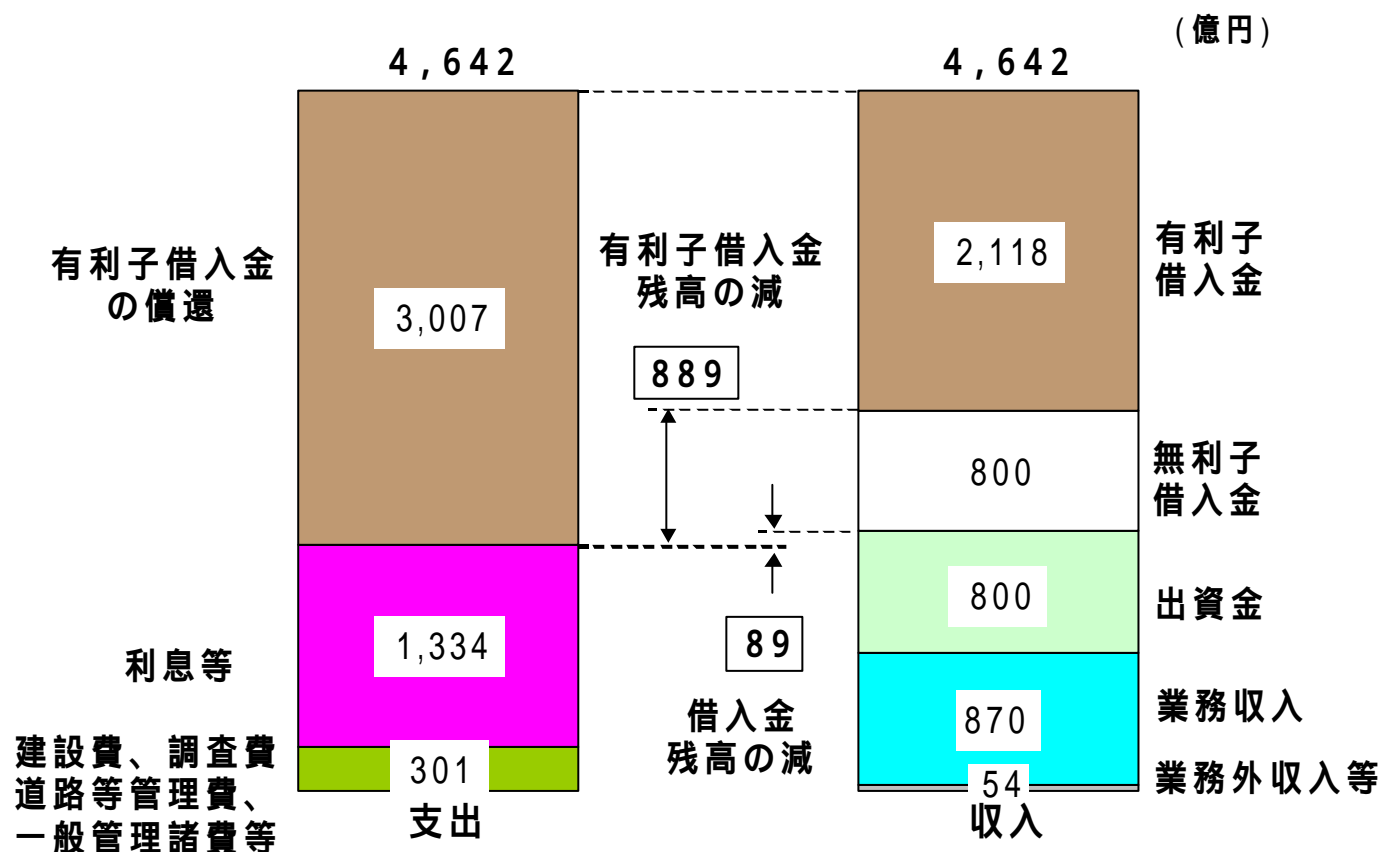 (億円)
4,642
4,642
有利子借入金
の償還
3,007
有利子借入金
残高の減
889
2,118
有利子
借入金
800
無利子
借入金
800
出資金
利息等
1,334
89
借入金
残高の減
870
業務収入
建設費、調査費
道路等管理費、
一般管理諸費等
301
54
業務外収入等
支出
収入